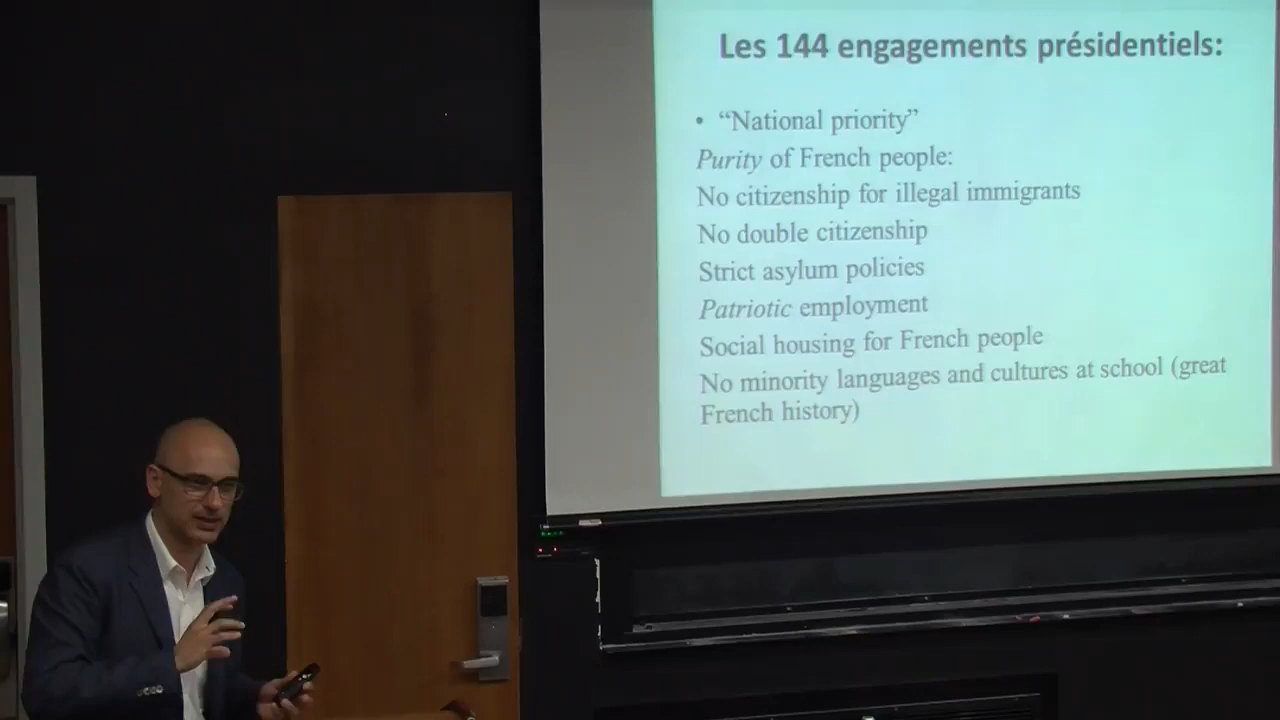 Les 144 engagements présidentiels:
• “National priority”
Purity of French people:
No citizenship for illegal immigrants
No double citizenship
Strict asylum policies
Patriotic employment
Social housing for French people
No minority languages and cultures at school (great
French history)